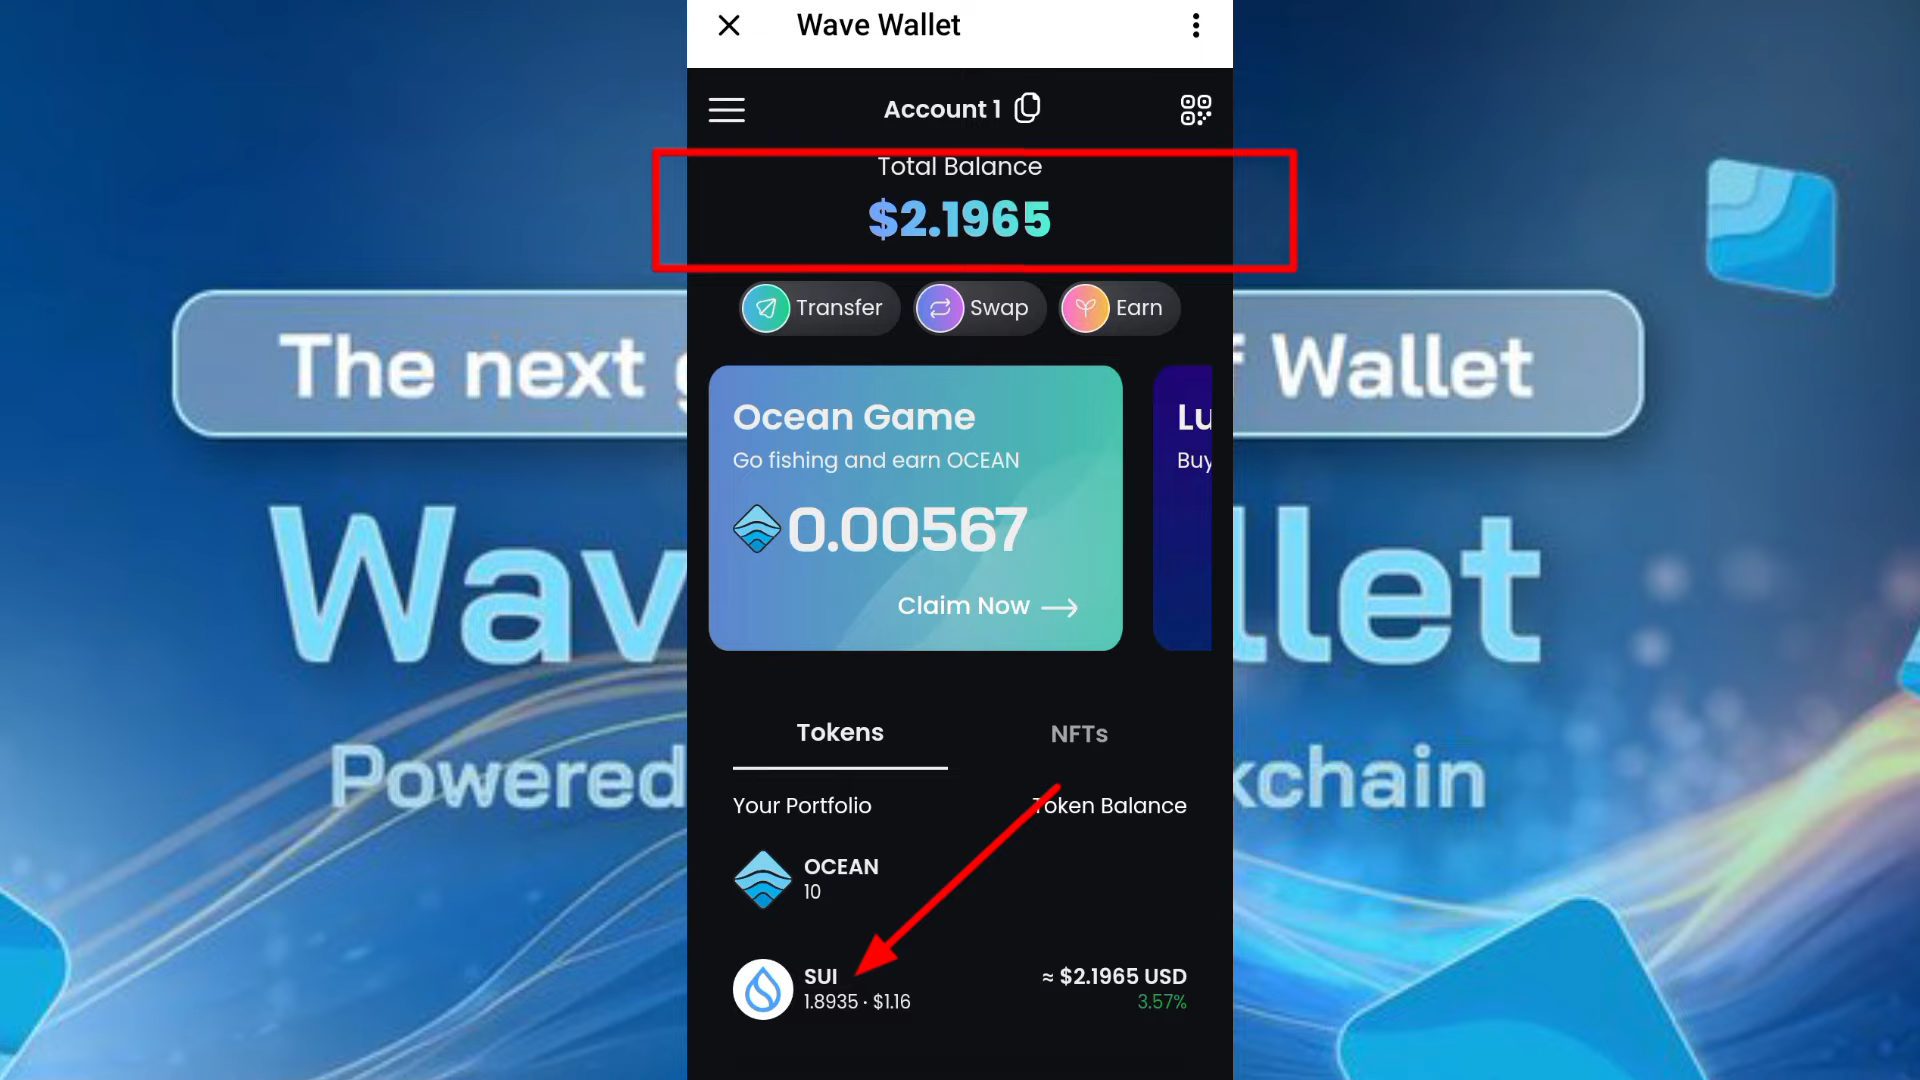 Wave Wallet
Account 1
Total Balance
$2.1965
Transfer Swap Earn
The next
Wallet
Ocean Game
Go fishing and earn OCEAN
0.00567
Claim Now
Lu
Buy
Wav
llet
Tokens NFTs
Powered
kchain
Your Portfolio Token Balance
OCEAN
10
SUI ≈ $2.1965 USD
1.8935 · $1.16 3.57%